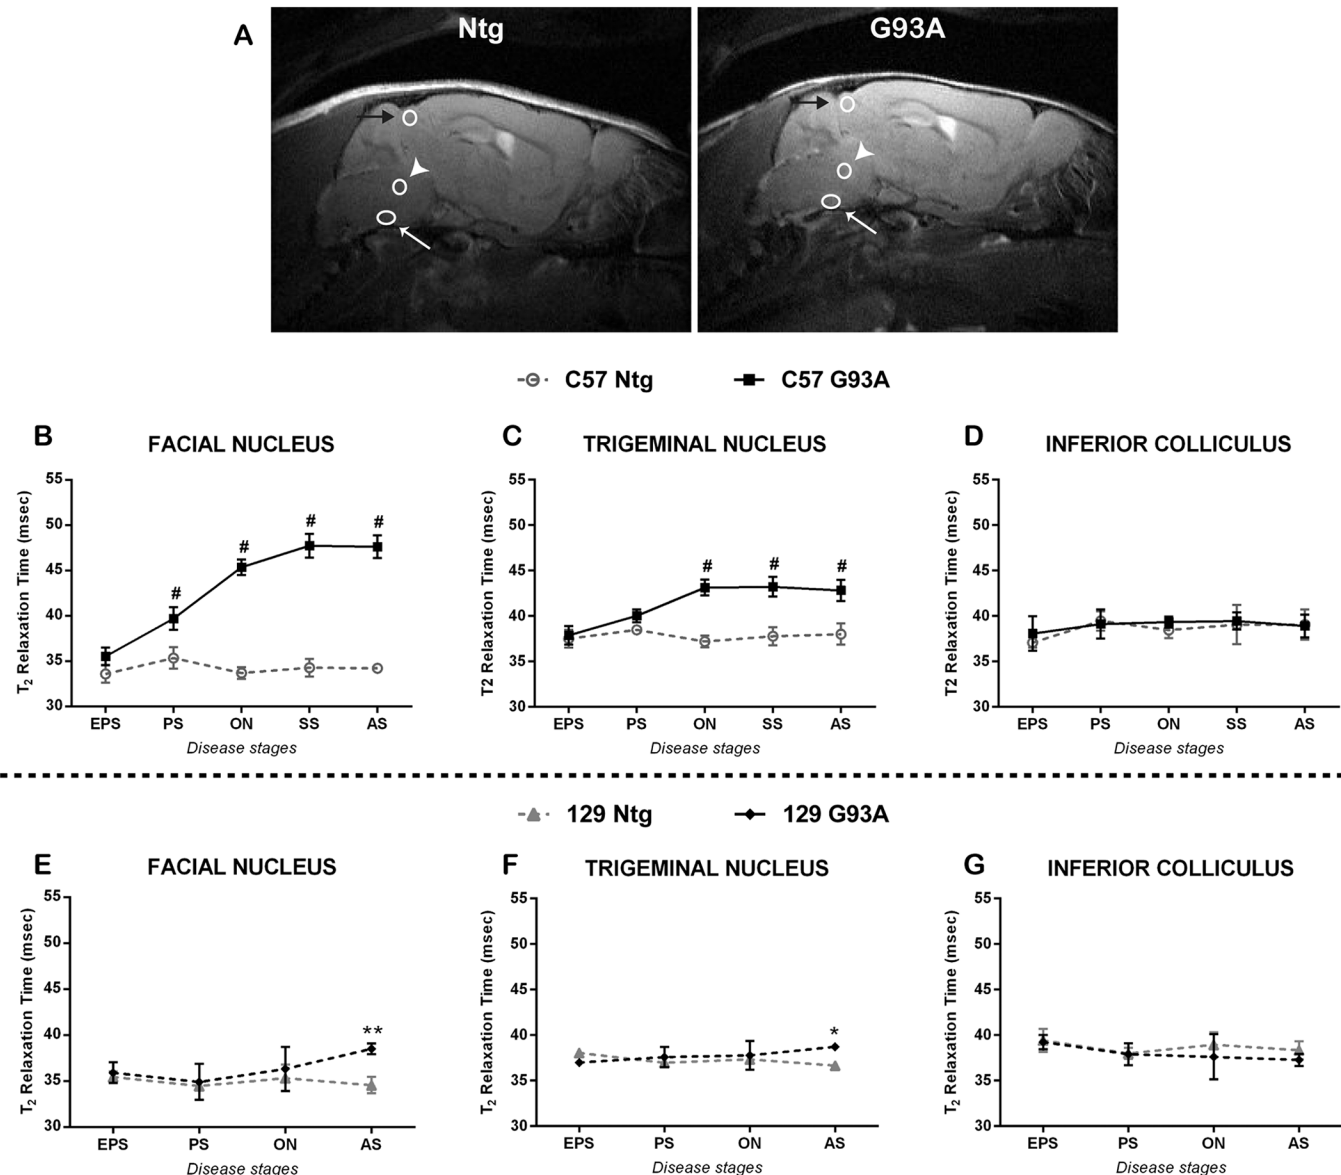 A
Ntg
G93A
C57 Ntg
C57 G93A
B
FACIAL NUCLEUS
T2 Relaxation Time (msec)
55
50
45
40
35
30
#
#
#
#
EPS
PS
ON
SS
AS
Disease stages
C
TRIGEMINAL NUCLEUS
T2 Relaxation Time (msec)
55
50
45
40
35
30
#
#
#
EPS
PS
ON
SS
AS
Disease stages
D
INFERIOR COLLICULUS
T2 Relaxation Time (msec)
55
50
45
40
35
30
EPS
PS
ON
SS
AS
Disease stages
129 Ntg
129 G93A
E
FACIAL NUCLEUS
T2 Relaxation Time (msec)
55
50
45
40
35
30
**
EPS
PS
ON
AS
Disease stages
F
TRIGEMINAL NUCLEUS
T2 Relaxation Time (msec)
55
50
45
40
35
30
*
EPS
PS
ON
AS
Disease stages
G
INFERIOR COLLICULUS
T2 Relaxation Time (msec)
55
50
45
40
35
30
EPS
PS
ON
AS
Disease stages